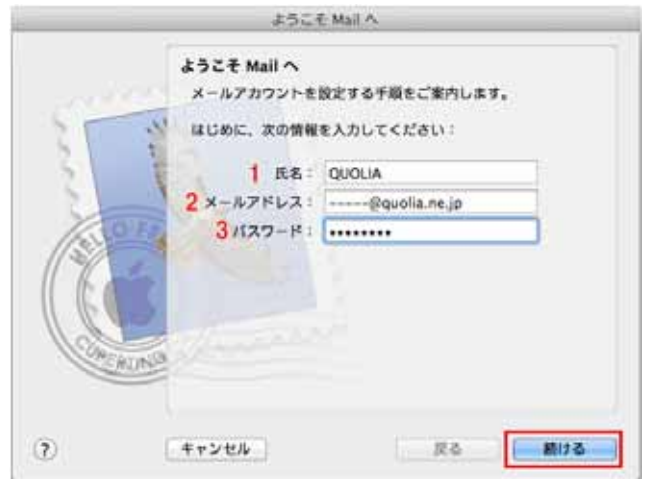 ようこそ Mail へ
ようこそ Mail へ
メールアカウントを設定する手順をご案内します。
はじめに、次の情報を入力してください：
1 氏名： QUOLIA
2 メールアドレス： -----@quolia.ne.jp
3 パスワード： ••••••••
HELLO FR
CUPERTINO
? キャンセル 戻る 続ける